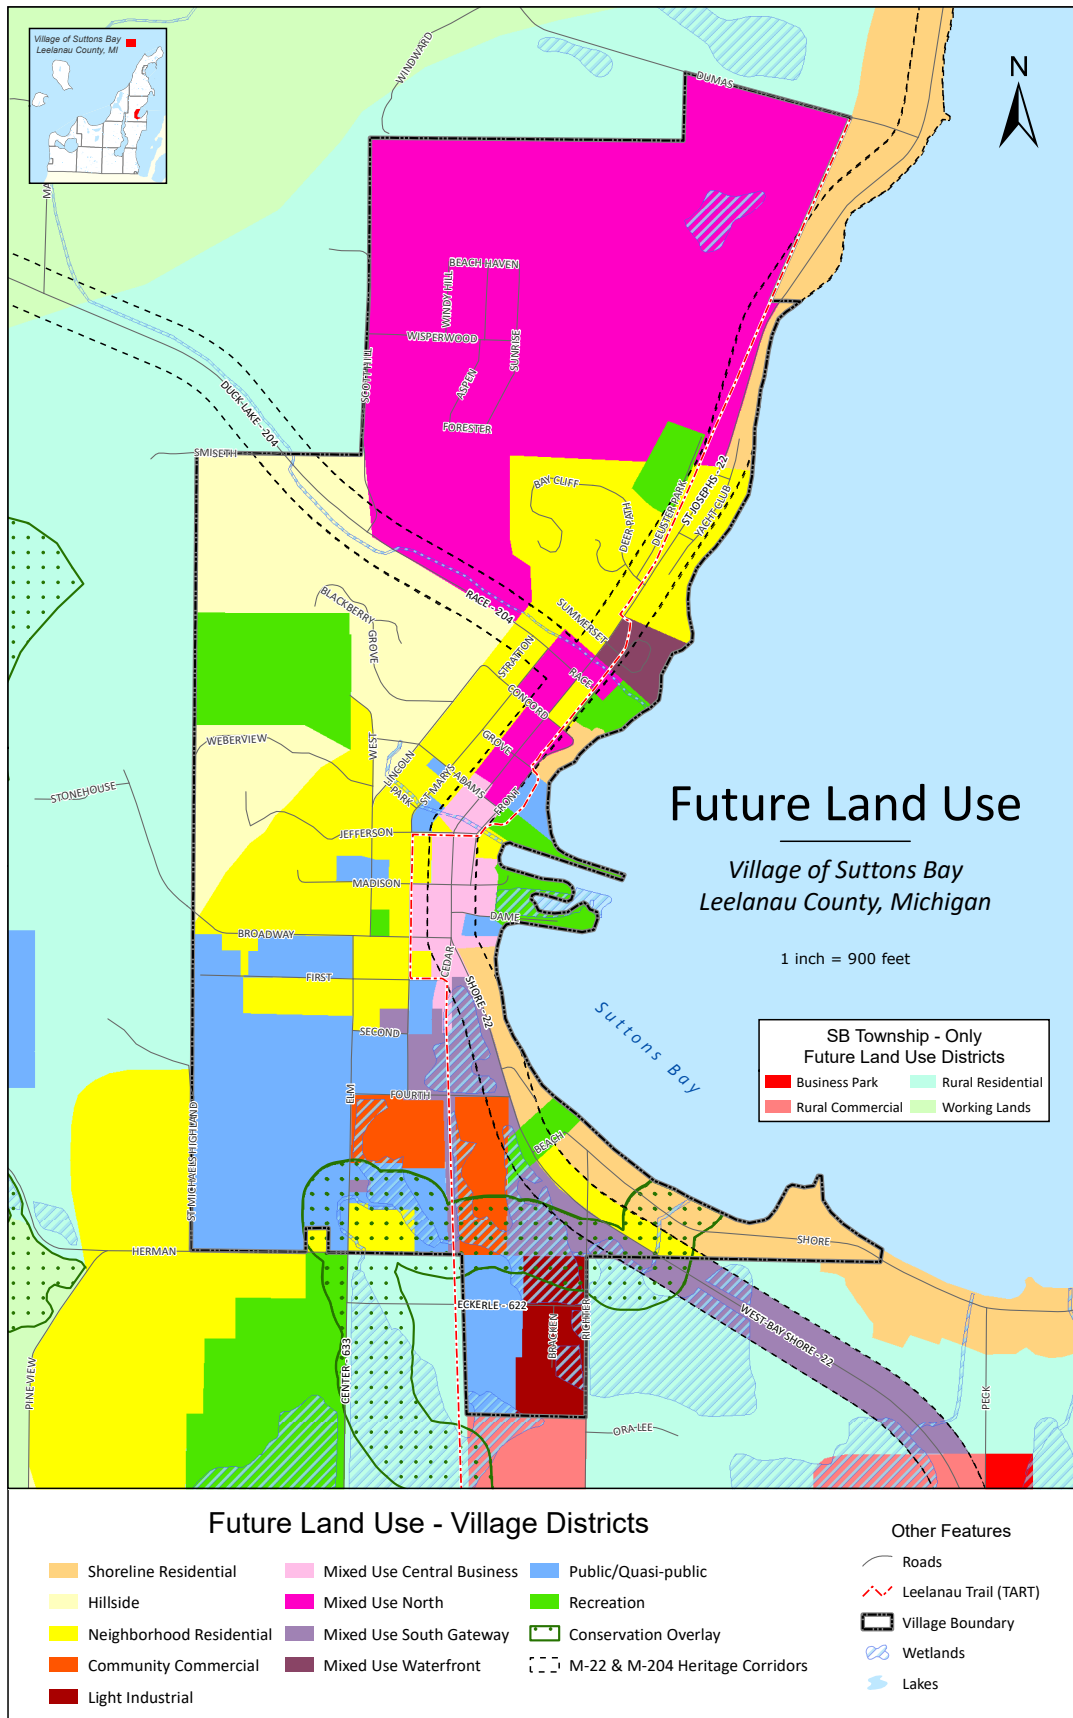 Village of Suttons Bay
Leelanau County, MI
N
WINDWARD
DUMAS
BEACH HAVEN
WINDY HILL
WISPERWOOD
SUNRISE
ASPEN
SCOTT HILL
FORESTER
DUCK-LAKE - 204
SMISETH
BAY CLIFF
DEER-PATH
DEUSTER-PARK
ST-JOSEPHS - 22
YACHT-CLUB
RACE - 204
SUMMERSET
BLACKBERRY
GROVE
STRATTON
RACE
CONCORD
GROVE
WEBERVIEW
WEST
LINCOLN
PARK
ST-MARYS
ADAMS
FRONT
STONEHOUSE
JEFFERSON
MADISON
DAME
BROADWAY
CEDAR
FIRST
SHORE - 22
SECOND
ELM
FOURTH
BEACH
ST MICHAELS HIGHLAND
HERMAN
SHORE
ECKERLE - 622
BRACKEN
RICHTER
WEST-BAY-SHORE - 22
CENTER - 633
PINE-VIEW
PECK
ORA-LEE
Future Land Use
Village of Suttons Bay
Leelanau County, Michigan
1 inch = 900 feet
Suttons Bay
SB Township - Only
Future Land Use Districts
Business Park
Rural Residential
Rural Commercial
Working Lands
Future Land Use - Village Districts
Shoreline Residential
Hillside
Neighborhood Residential
Community Commercial
Light Industrial
Mixed Use Central Business
Mixed Use North
Mixed Use South Gateway
Mixed Use Waterfront
Public/Quasi-public
Recreation
Conservation Overlay
M-22 & M-204 Heritage Corridors
Other Features
Roads
Leelanau Trail (TART)
Village Boundary
Wetlands
Lakes